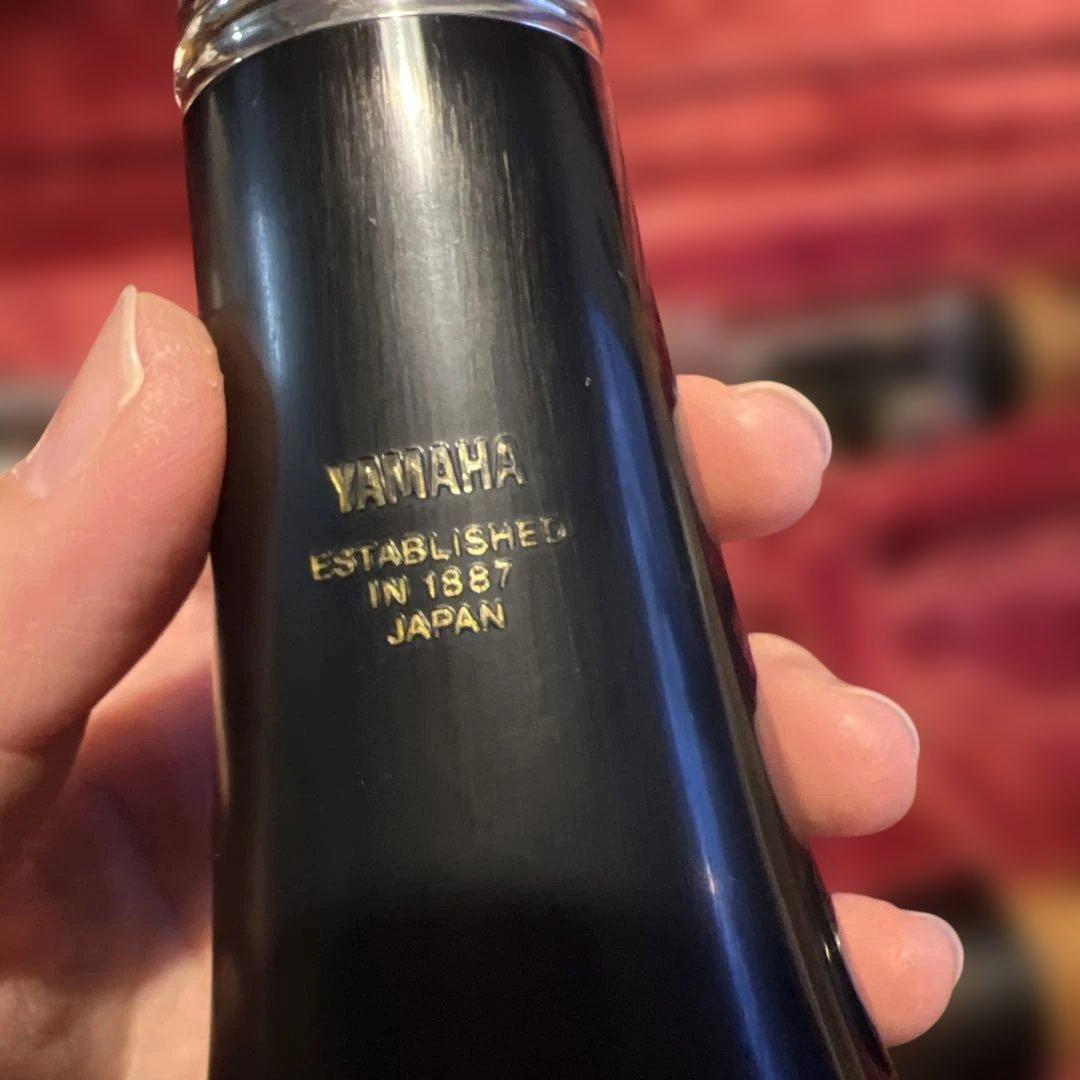 YAMAHA
ESTABLISHED
IN 1887
JAPAN